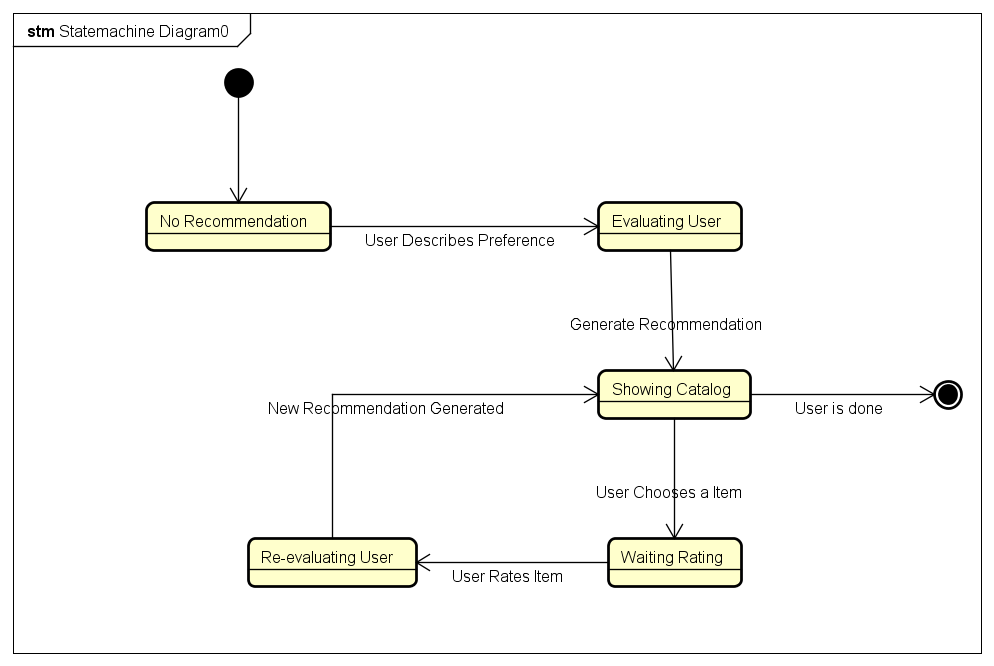 stm Statemachine Diagram0
No Recommendation
Evaluating User
User Describes Preference
Generate Recommendation
Showing Catalog
New Recommendation Generated
User is done
User Chooses a Item
Re-evaluating User
Waiting Rating
User Rates Item